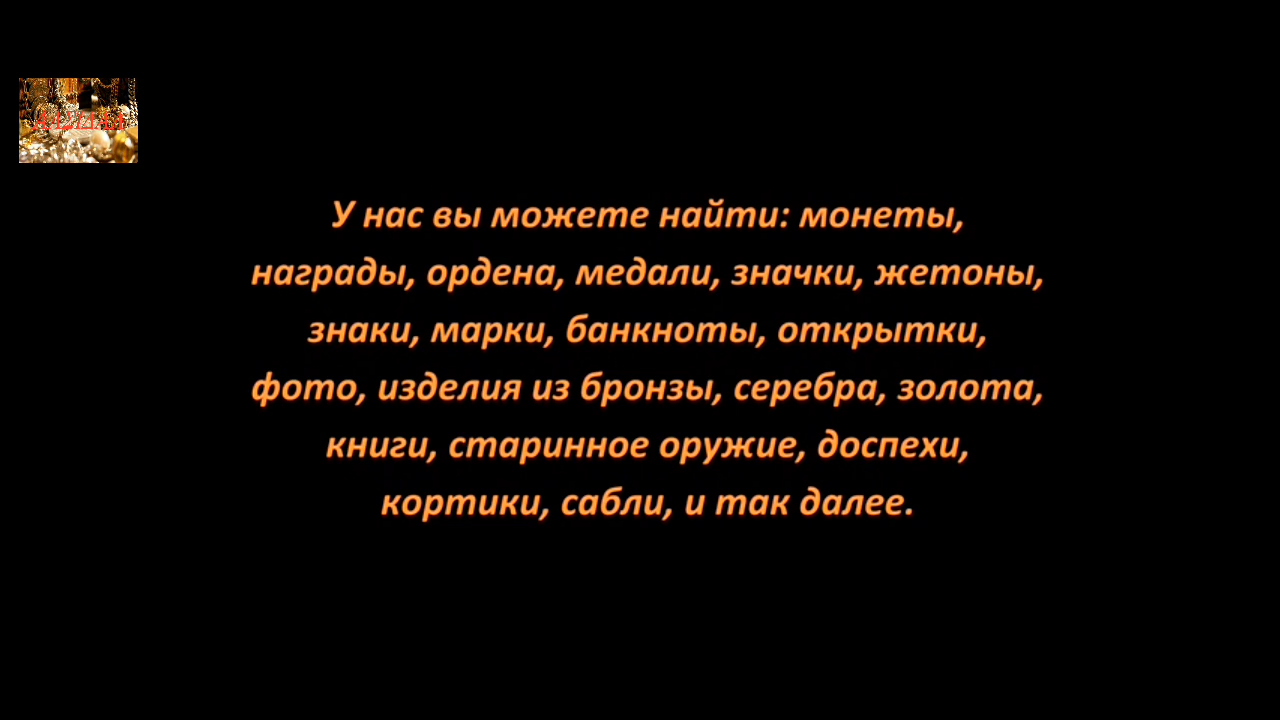 У нас вы можете найти: монеты,
награды, ордена, медали, значки, жетоны,
знаки, марки, банкноты, открытки,
фото, изделия из бронзы, серебра, золота,
книги, старинное оружие, доспехи,
кортики, сабли, и так далее.